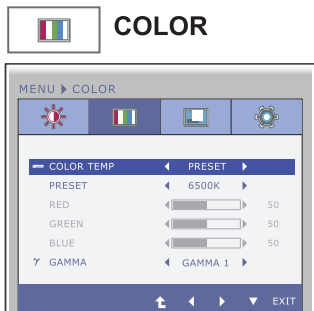 COLOR
MENU COLOR
COLOR TEMP PRESET
PRESET 6500K
RED 50
GREEN 50
BLUE 50
γ GAMMA GAMMA 1
EXIT